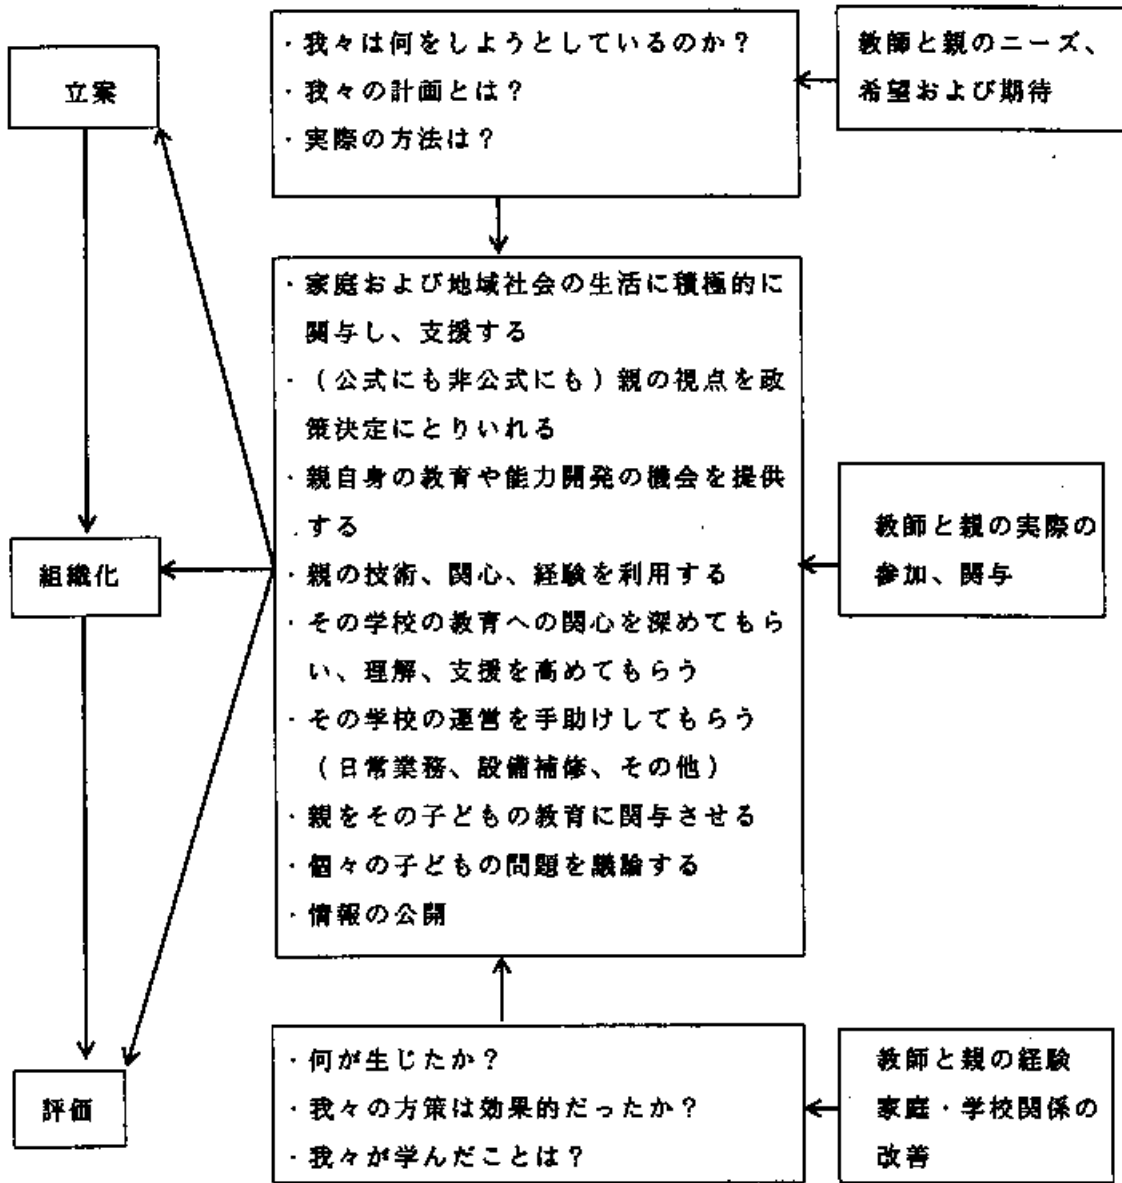 立案
・我々は何をしようとしているのか？
・我々の計画とは？
・実際の方法は？
教師と親のニーズ、
希望および期待
組織化
・家庭および地域社会の生活に積極的に
関与し、支援する
・（公式にも非公式にも）親の視点を政
策決定にとりいれる
・親自身の教育や能力開発の機会を提供
する
・親の技術、関心、経験を利用する
・その学校の教育への関心を深めてもら
い、理解、支援を高めてもらう
・その学校の運営を手助けしてもらう
（日常業務、設備補修、その他）
・親をその子どもの教育に関与させる
・個々の子どもの問題を議論する
・情報の公開
教師と親の実際の
参加、関与
評価
・何が生じたか？
・我々の方策は効果的だったか？
・我々が学んだことは？
教師と親の経験
家庭・学校関係の
改善